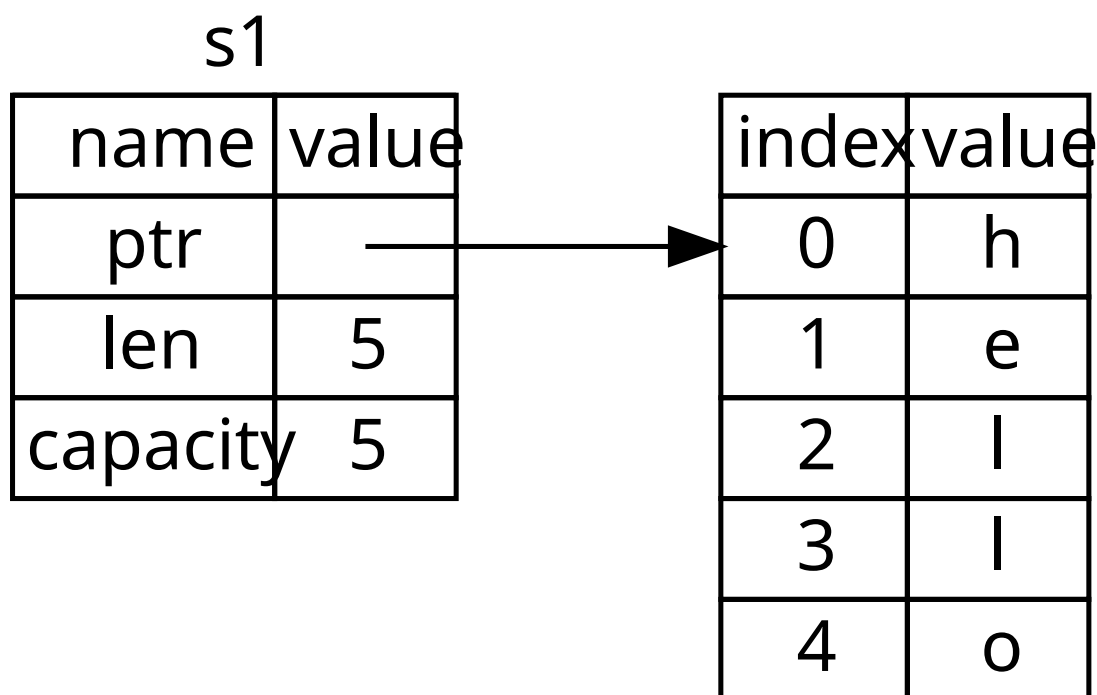 s1
name value
ptr
len 5
capacity 5
index value
0 h
1 e
2 l
3 l
4 o